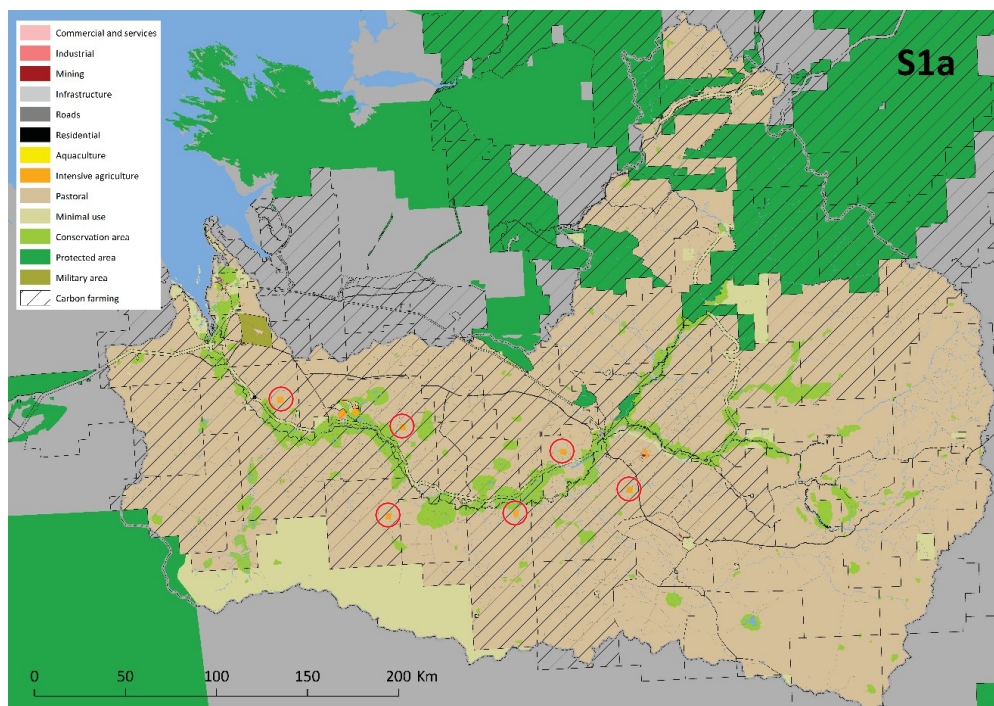 Commercial and services
Industrial
Mining
Infrastructure
Roads
Residential
Aquaculture
Intensive agriculture
Pastoral
Minimal use
Conservation area
Protected area
Military area
Carbon farming
S1a
0 50 100 150 200 Km